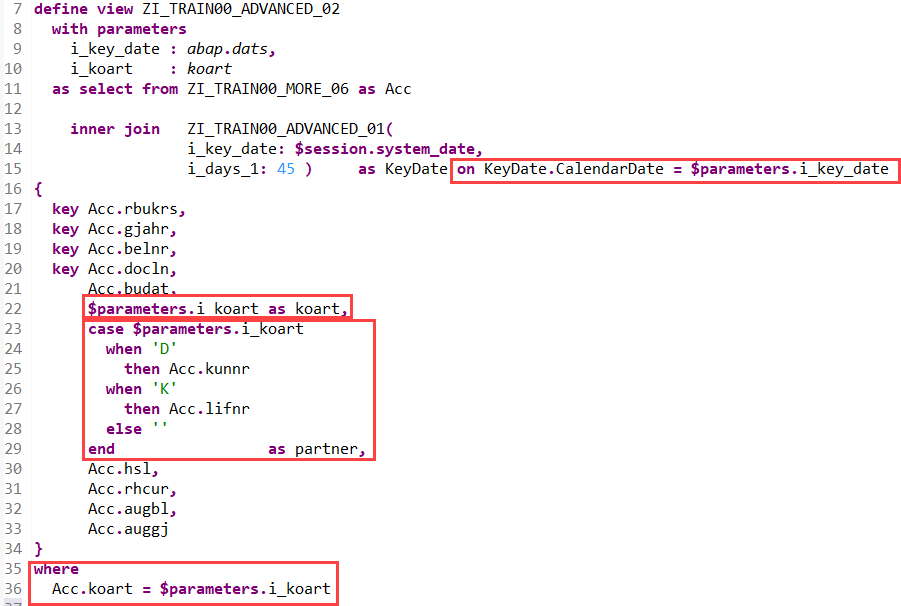 7 define view ZI_TRAIN00_ADVANCED_02
8 with parameters
9 i_key_date : abap.dats,
10 i_koart : koart
11 as select from ZI_TRAIN00_MORE_06 as Acc
12
13 inner join ZI_TRAIN00_ADVANCED_01(
14 i_key_date: $session.system_date,
15 i_days_1: 45 ) as KeyDate on KeyDate.CalendarDate = $parameters.i_key_date
16 {
17 key Acc.rbukrs,
18 key Acc.gjahr,
19 key Acc.belnr,
20 key Acc.docln,
21 Acc.budat,
22 $parameters.i_koart as koart,
23 case $parameters.i_koart
24 when 'D'
25 then Acc.kunnr
26 when 'K'
27 then Acc.lifnr
28 else ''
29 end as partner,
30 Acc.hsl,
31 Acc.rhcur,
32 Acc.augbl,
33 Acc.auggj
34 }
35 where
36 Acc.koart = $parameters.i_koart
37